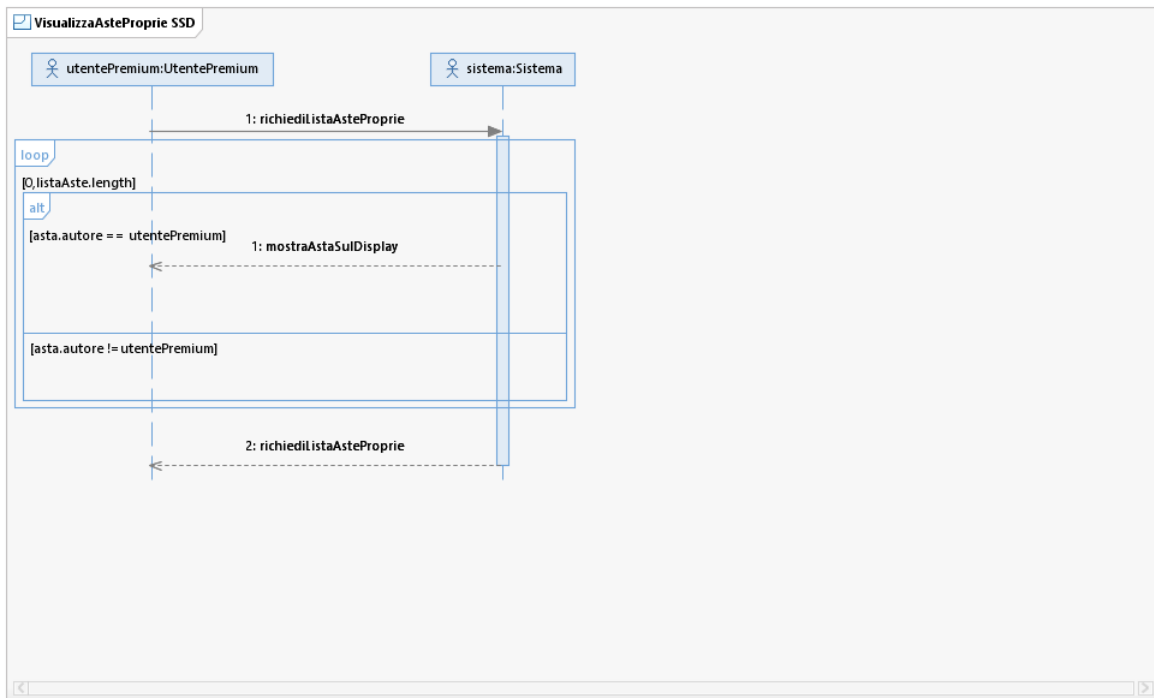 VisualizzaAsteProprie SSD
utentePremium:UtentePremium
sistema:Sistema
1: richiediListaAsteProprie
loop
[0,listaAste.length]
alt
[asta.autore == utentePremium]
1: mostraAstaSulDisplay
[asta.autore != utentePremium]
2: richiediListaAsteProprie